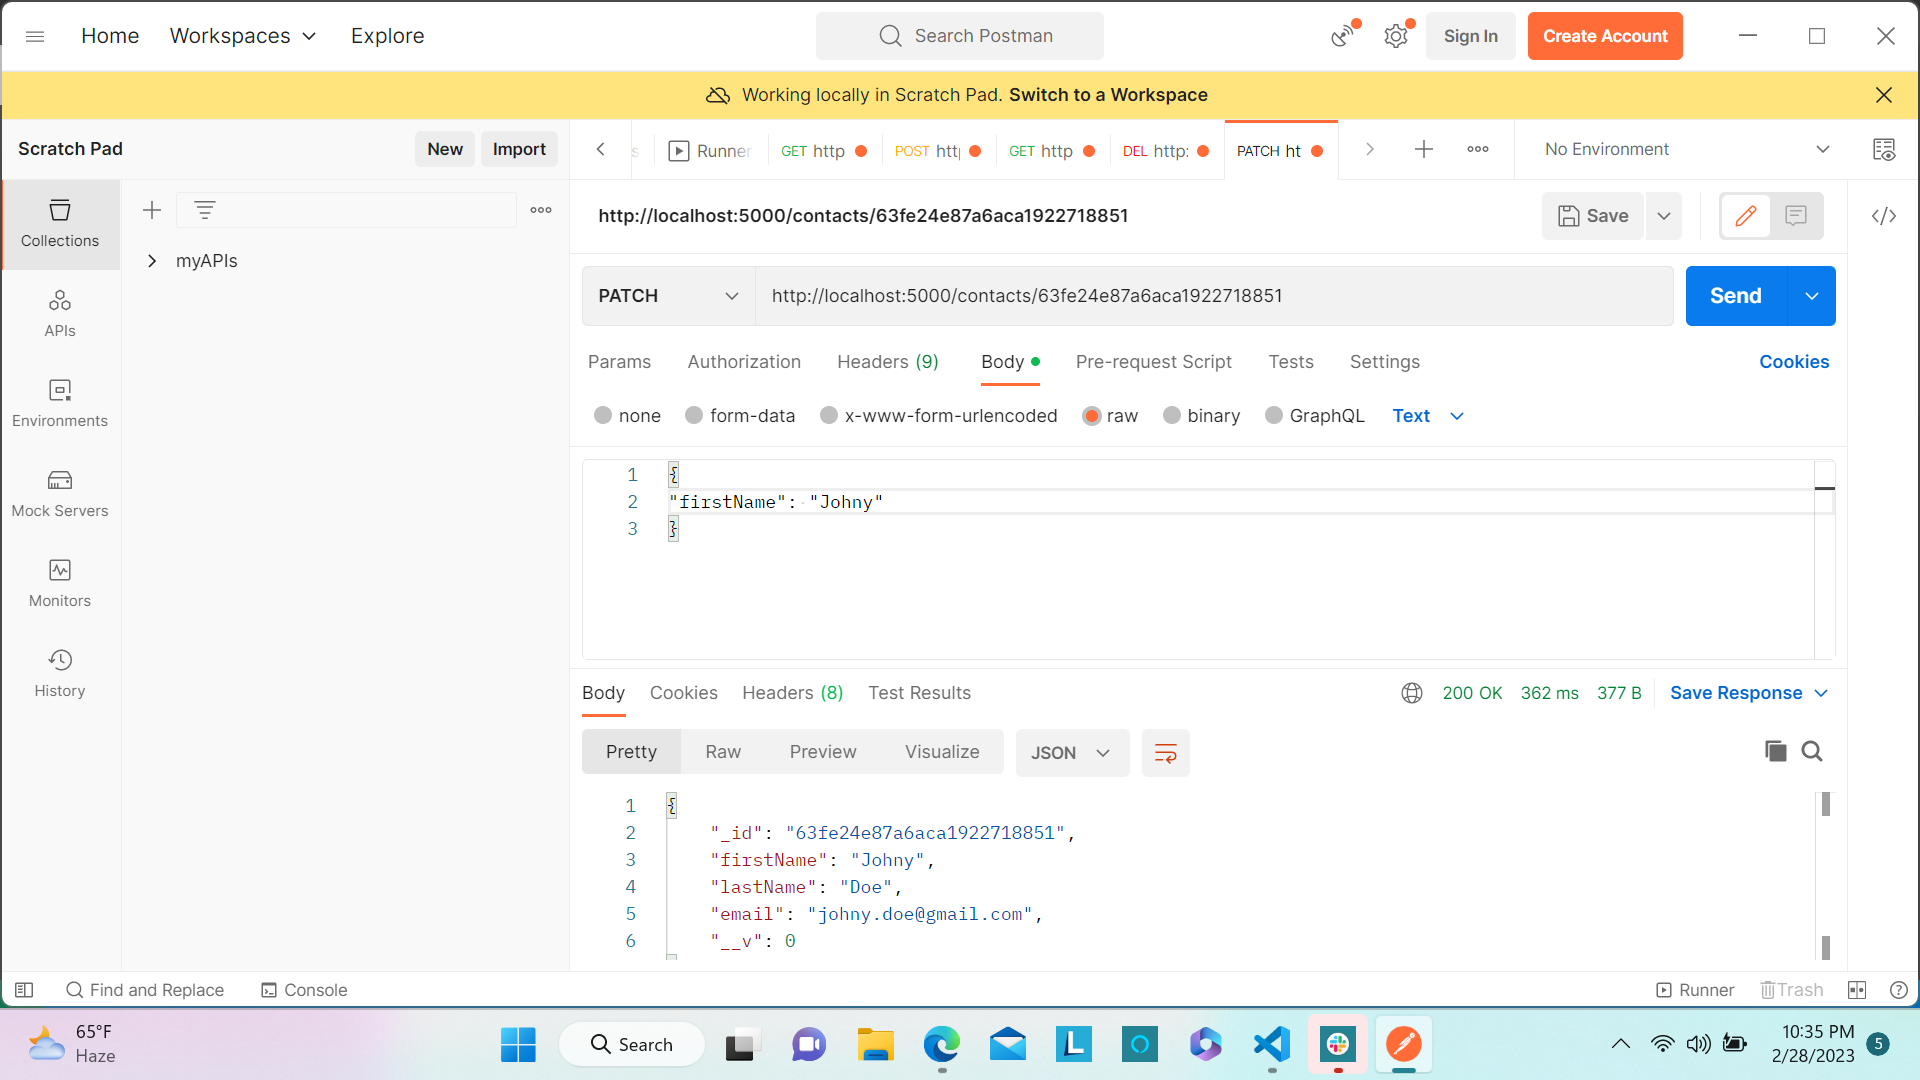 Home Workspaces Explore Search Postman Sign In Create Account
Working locally in Scratch Pad. Switch to a Workspace
Scratch Pad New Import Runner GET http POST http GET http DEL http: PATCH ht No Environment
Collections
http://localhost:5000/contacts/63fe24e87a6aca1922718851 Save
myAPIs
PATCH http://localhost:5000/contacts/63fe24e87a6aca1922718851 Send
APIs
Params Authorization Headers (9) Body Pre-request Script Tests Settings Cookies
Environments
none form-data x-www-form-urlencoded raw binary GraphQL Text
1 {
2 "firstName": "Johny"
3 }
Mock Servers
Monitors
History
Body Cookies Headers (8) Test Results 200 OK 362 ms 377 B Save Response
Pretty Raw Preview Visualize JSON
1 {
2 "_id": "63fe24e87a6aca1922718851",
3 "firstName": "Johny",
4 "lastName": "Doe",
5 "email": "johny.doe@gmail.com",
6 "__v": 0
Find and Replace Console Runner Trash
65°F
Haze
Search
10:35 PM
2/28/2023
5